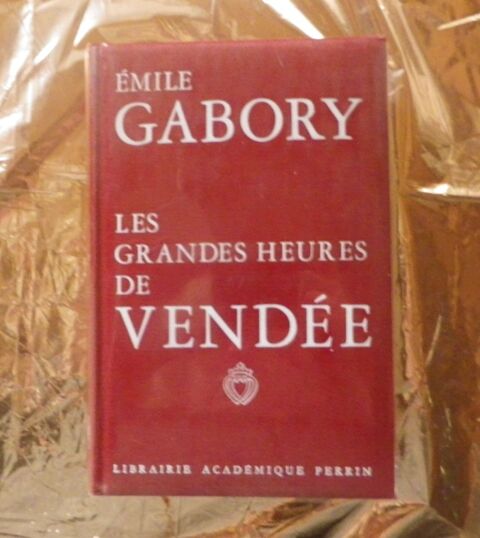 ÉMILE
GABORY
LES
GRANDES HEURES
DE
VENDÉE
LIBRAIRIE ACADÉMIQUE PERRIN